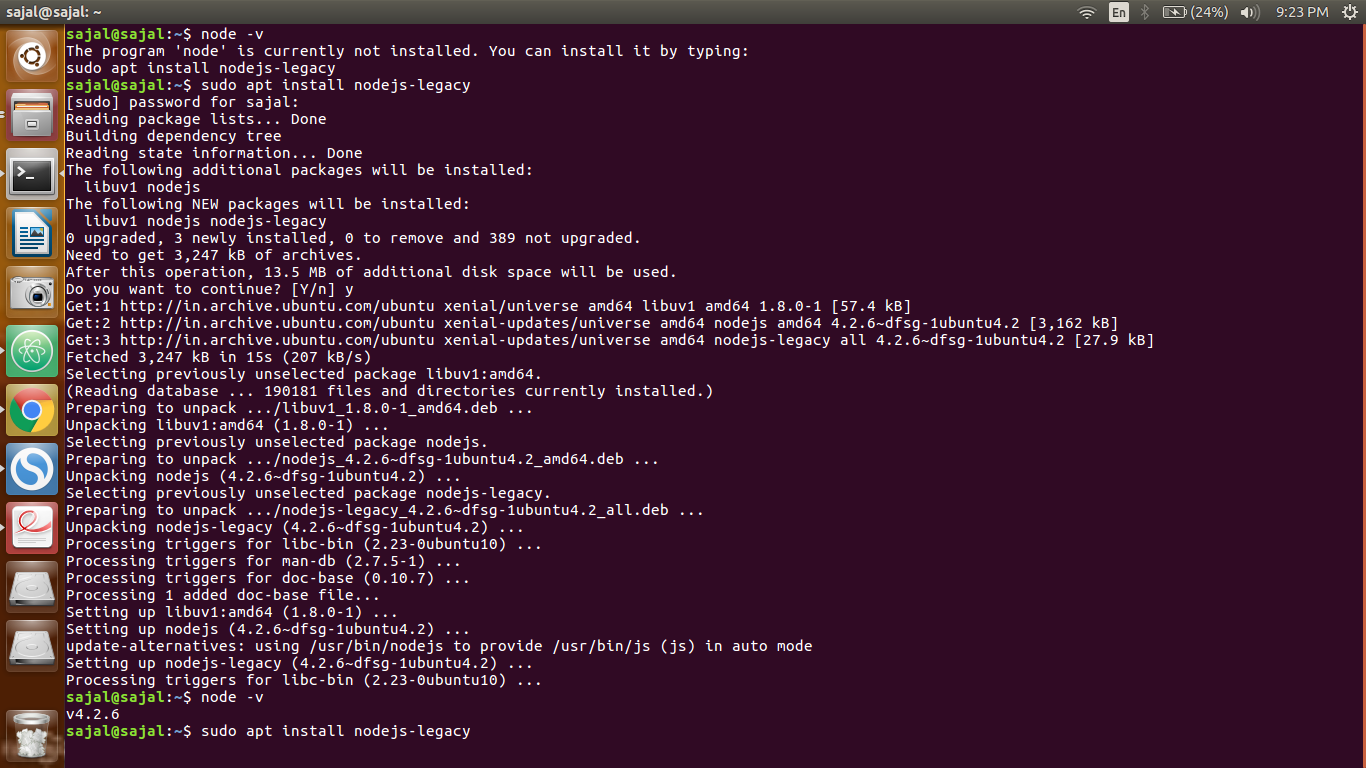 sajal@sajal: ~
En
(24%)
9:23 PM
sajal@sajal:~$ node -v
The program 'node' is currently not installed. You can install it by typing:
sudo apt install nodejs-legacy
sajal@sajal:~$ sudo apt install nodejs-legacy
[sudo] password for sajal:
Reading package lists... Done
Building dependency tree
Reading state information... Done
The following additional packages will be installed:
  libuv1 nodejs
The following NEW packages will be installed:
  libuv1 nodejs nodejs-legacy
0 upgraded, 3 newly installed, 0 to remove and 389 not upgraded.
Need to get 3,247 kB of archives.
After this operation, 13.5 MB of additional disk space will be used.
Do you want to continue? [Y/n] y
Get:1 http://in.archive.ubuntu.com/ubuntu xenial/universe amd64 libuv1 amd64 1.8.0-1 [57.4 kB]
Get:2 http://in.archive.ubuntu.com/ubuntu xenial-updates/universe amd64 nodejs amd64 4.2.6~dfsg-1ubuntu4.2 [3,162 kB]
Get:3 http://in.archive.ubuntu.com/ubuntu xenial-updates/universe amd64 nodejs-legacy all 4.2.6~dfsg-1ubuntu4.2 [27.9 kB]
Fetched 3,247 kB in 15s (207 kB/s)
Selecting previously unselected package libuv1:amd64.
(Reading database ... 190181 files and directories currently installed.)
Preparing to unpack .../libuv1_1.8.0-1_amd64.deb ...
Unpacking libuv1:amd64 (1.8.0-1) ...
Selecting previously unselected package nodejs.
Preparing to unpack .../nodejs_4.2.6~dfsg-1ubuntu4.2_amd64.deb ...
Unpacking nodejs (4.2.6~dfsg-1ubuntu4.2) ...
Selecting previously unselected package nodejs-legacy.
Preparing to unpack .../nodejs-legacy_4.2.6~dfsg-1ubuntu4.2_all.deb ...
Unpacking nodejs-legacy (4.2.6~dfsg-1ubuntu4.2) ...
Processing triggers for libc-bin (2.23-0ubuntu10) ...
Processing triggers for man-db (2.7.5-1) ...
Processing triggers for doc-base (0.10.7) ...
Processing 1 added doc-base file...
Setting up libuv1:amd64 (1.8.0-1) ...
Setting up nodejs (4.2.6~dfsg-1ubuntu4.2) ...
update-alternatives: using /usr/bin/nodejs to provide /usr/bin/js (js) in auto mode
Setting up nodejs-legacy (4.2.6~dfsg-1ubuntu4.2) ...
Processing triggers for libc-bin (2.23-0ubuntu10) ...
sajal@sajal:~$ node -v
v4.2.6
sajal@sajal:~$ sudo apt install nodejs-legacy